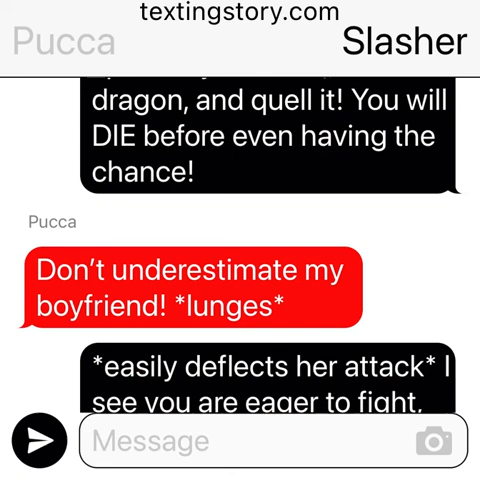 textingstory.com
Pucca
Slasher
dragon, and quell it! You will
DIE before even having the
chance!
Pucca
Don’t underestimate my
boyfriend! *lunges*
*easily deflects her attack* I
see you are eager to fight,
Message